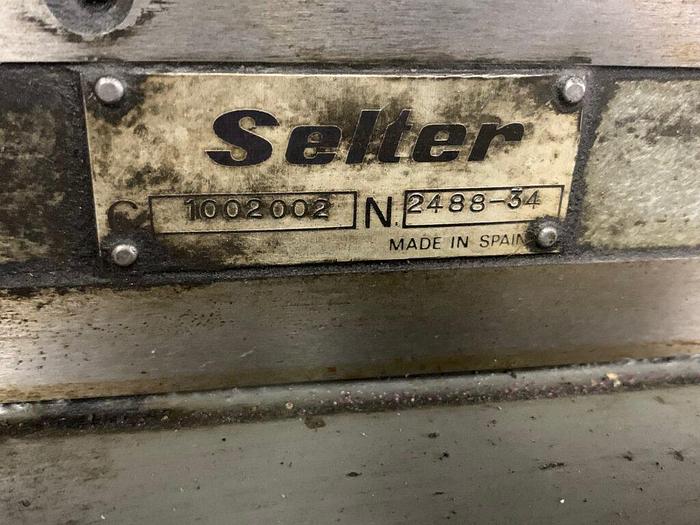 Selter
C 1002002 N. 2488-34
MADE IN SPAIN